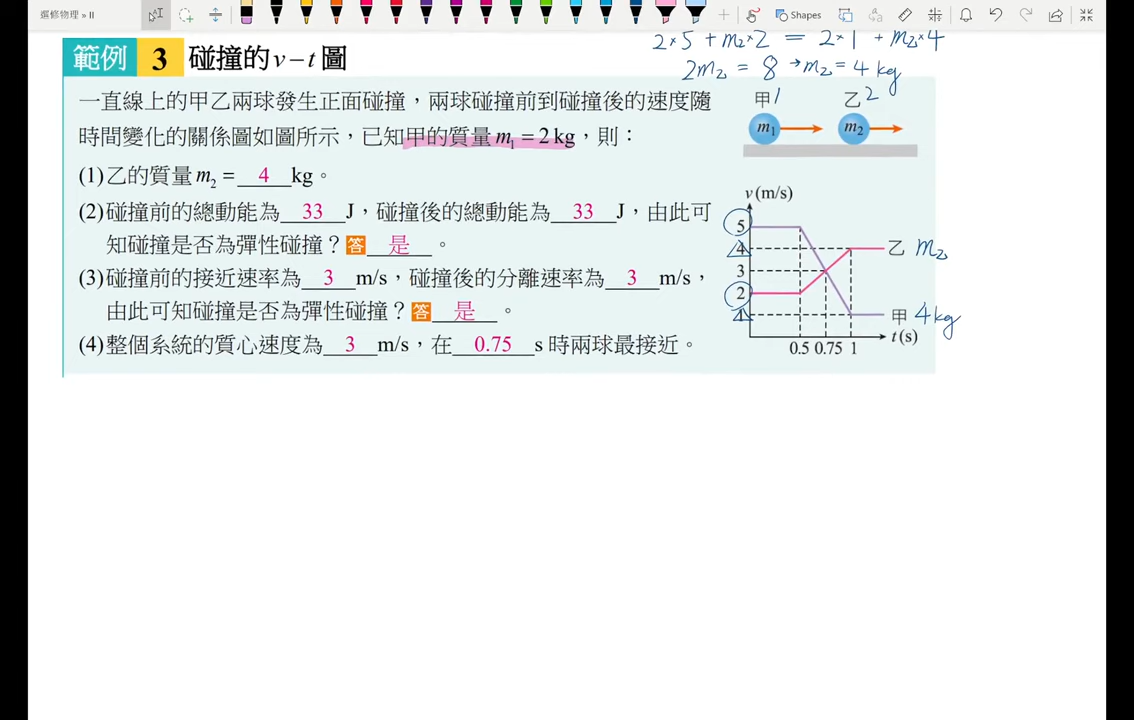 選修物理 » II
Shapes
2×5 + m₂×2 = 2×1 + m₂×4
2m₂ = 8 → m₂ = 4 kg
範例 3 碰撞的 v – t 圖
一直線上的甲乙兩球發生正面碰撞，兩球碰撞前到碰撞後的速度隨
時間變化的關係圖如圖所示，已知甲的質量 m₁ = 2 kg，則：
(1)乙的質量 m₂ = 4 kg。
(2)碰撞前的總動能為 33 J，碰撞後的總動能為 33 J，由此可
知碰撞是否為彈性碰撞？答 是 。
(3)碰撞前的接近速率為 3 m/s，碰撞後的分離速率為 3 m/s，
由此可知碰撞是否為彈性碰撞？答 是 。
(4)整個系統的質心速度為 3 m/s，在 0.75 s 時兩球最接近。
甲1 乙2
m₁ m₂
v (m/s)
5
4 乙 m₂
3
2
1 甲 4kg
t (s)
0.5 0.75 1